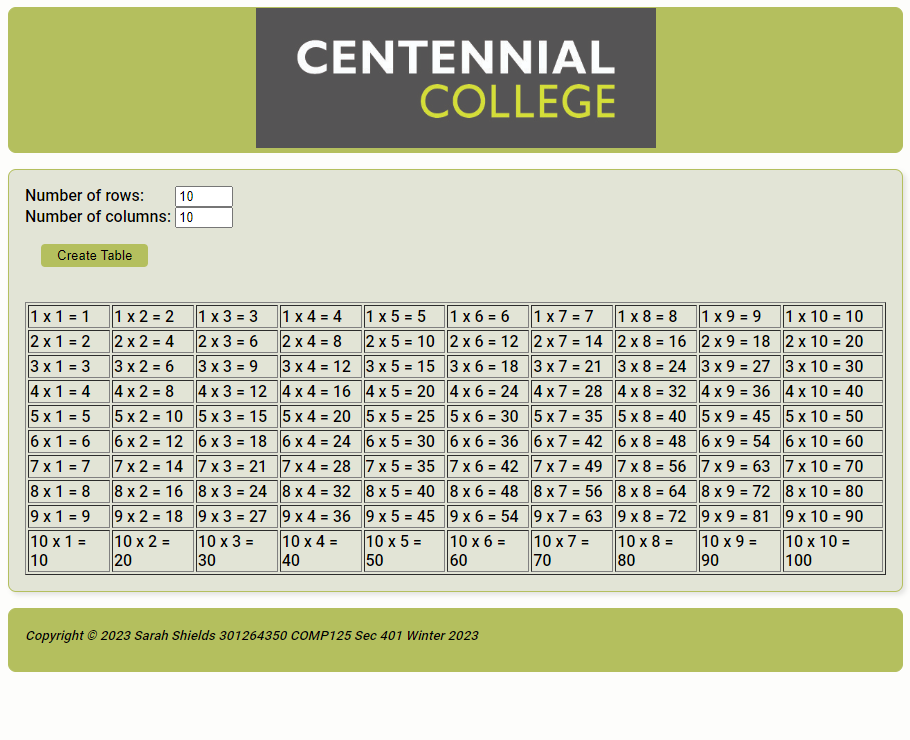 CENTENNIAL
COLLEGE
Number of rows: 10
Number of columns: 10
Create Table
1 x 1 = 1 1 x 2 = 2 1 x 3 = 3 1 x 4 = 4 1 x 5 = 5 1 x 6 = 6 1 x 7 = 7 1 x 8 = 8 1 x 9 = 9 1 x 10 = 10
2 x 1 = 2 2 x 2 = 4 2 x 3 = 6 2 x 4 = 8 2 x 5 = 10 2 x 6 = 12 2 x 7 = 14 2 x 8 = 16 2 x 9 = 18 2 x 10 = 20
3 x 1 = 3 3 x 2 = 6 3 x 3 = 9 3 x 4 = 12 3 x 5 = 15 3 x 6 = 18 3 x 7 = 21 3 x 8 = 24 3 x 9 = 27 3 x 10 = 30
4 x 1 = 4 4 x 2 = 8 4 x 3 = 12 4 x 4 = 16 4 x 5 = 20 4 x 6 = 24 4 x 7 = 28 4 x 8 = 32 4 x 9 = 36 4 x 10 = 40
5 x 1 = 5 5 x 2 = 10 5 x 3 = 15 5 x 4 = 20 5 x 5 = 25 5 x 6 = 30 5 x 7 = 35 5 x 8 = 40 5 x 9 = 45 5 x 10 = 50
6 x 1 = 6 6 x 2 = 12 6 x 3 = 18 6 x 4 = 24 6 x 5 = 30 6 x 6 = 36 6 x 7 = 42 6 x 8 = 48 6 x 9 = 54 6 x 10 = 60
7 x 1 = 7 7 x 2 = 14 7 x 3 = 21 7 x 4 = 28 7 x 5 = 35 7 x 6 = 42 7 x 7 = 49 7 x 8 = 56 7 x 9 = 63 7 x 10 = 70
8 x 1 = 8 8 x 2 = 16 8 x 3 = 24 8 x 4 = 32 8 x 5 = 40 8 x 6 = 48 8 x 7 = 56 8 x 8 = 64 8 x 9 = 72 8 x 10 = 80
9 x 1 = 9 9 x 2 = 18 9 x 3 = 27 9 x 4 = 36 9 x 5 = 45 9 x 6 = 54 9 x 7 = 63 9 x 8 = 72 9 x 9 = 81 9 x 10 = 90
10 x 1 = 10 x 2 = 10 x 3 = 10 x 4 = 10 x 5 = 10 x 6 = 10 x 7 = 10 x 8 = 10 x 9 = 10 x 10 =
10 20 30 40 50 60 70 80 90 100
Copyright © 2023 Sarah Shields 301264350 COMP125 Sec 401 Winter 2023